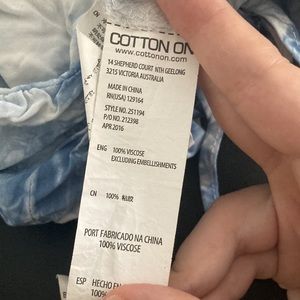 COTTON ON
www.cottonon.com
14 SHEPHERD COURT NTH GEELONG
3215 VICTORIA AUSTRALIA
MADE IN CHINA
RN(USA) 129164
STYLE NO. 251194
P/O NO. 212398
APR 2016
ENG 100% VISCOSE
EXCLUDING EMBELLISHMENTS
CN 100%
PORT FABRICADO NA CHINA
100% VISCOSE
ESP HECHO EN
100%